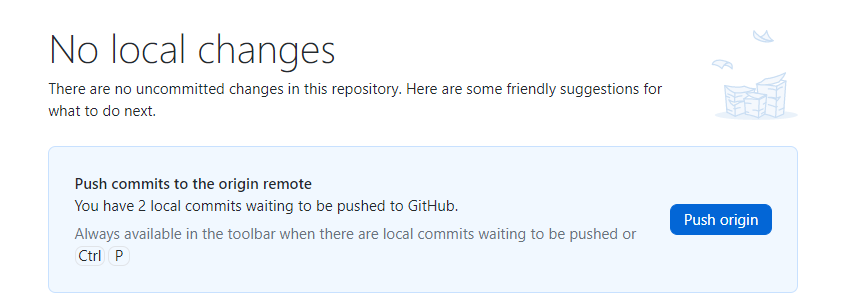 No local changes
There are no uncommitted changes in this repository. Here are some friendly suggestions for
what to do next.
Push commits to the origin remote
You have 2 local commits waiting to be pushed to GitHub.
Always available in the toolbar when there are local commits waiting to be pushed or
Ctrl P
Push origin